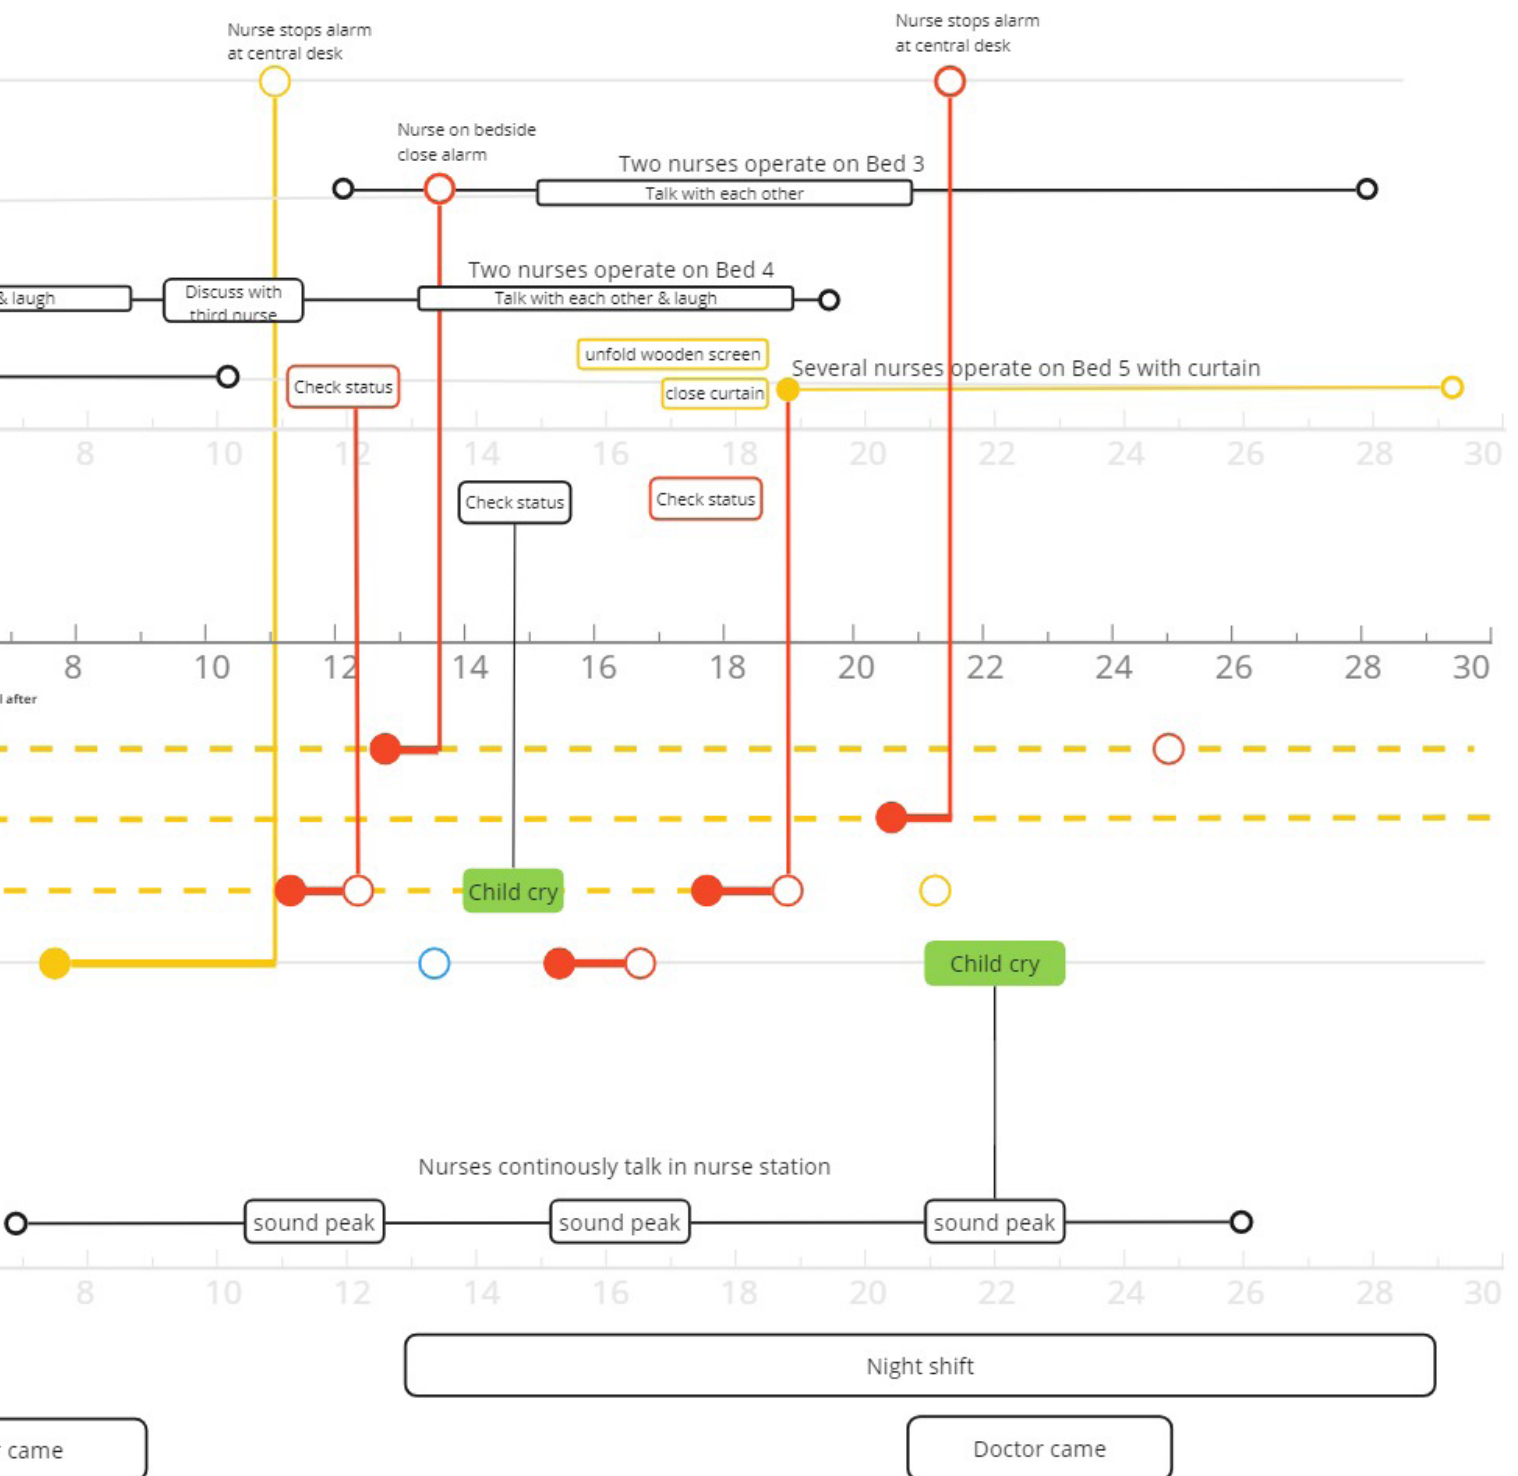 Nurse stops alarm
at central desk
Nurse stops alarm
at central desk
Nurse on bedside
close alarm
Two nurses operate on Bed 3
Talk with each other
Two nurses operate on Bed 4
& laugh
Discuss with
third nurse
Talk with each other & laugh
unfold wooden screen
Several nurses operate on Bed 5 with curtain
Check status
close curtain
8 10 12 14 16 18 20 22 24 26 28 30
Check status
Check status
8 10 12 14 16 18 20 22 24 26 28 30
after
Child cry
Child cry
Nurses continously talk in nurse station
sound peak
sound peak
sound peak
8 10 12 14 16 18 20 22 24 26 28 30
Night shift
came
Doctor came